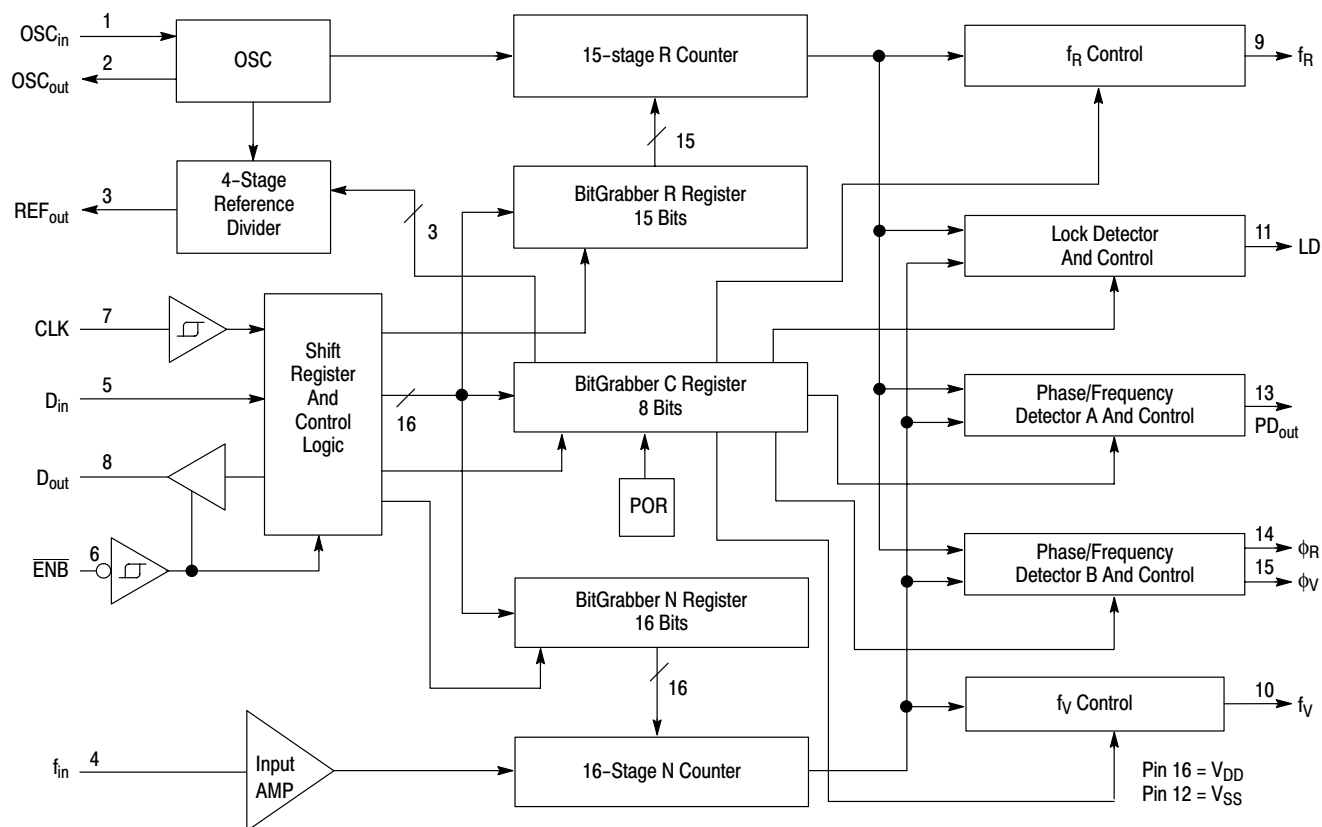 1
OSCin
2
OSCout
OSC
15-stage R Counter
fR Control
9
fR
15
3
REFout
4-Stage
Reference
Divider
3
BitGrabber R Register
15 Bits
Lock Detector
And Control
11
LD
7
CLK
5
Din
8
Dout
6
ENB
Shift
Register
And
Control
Logic
16
BitGrabber C Register
8 Bits
POR
Phase/Frequency
Detector A And Control
13
PDout
Phase/Frequency
Detector B And Control
14
ϕR
15
ϕV
BitGrabber N Register
16 Bits
16
fV Control
10
fV
4
fin
Input
AMP
16-Stage N Counter
Pin 16 = VDD
Pin 12 = VSS